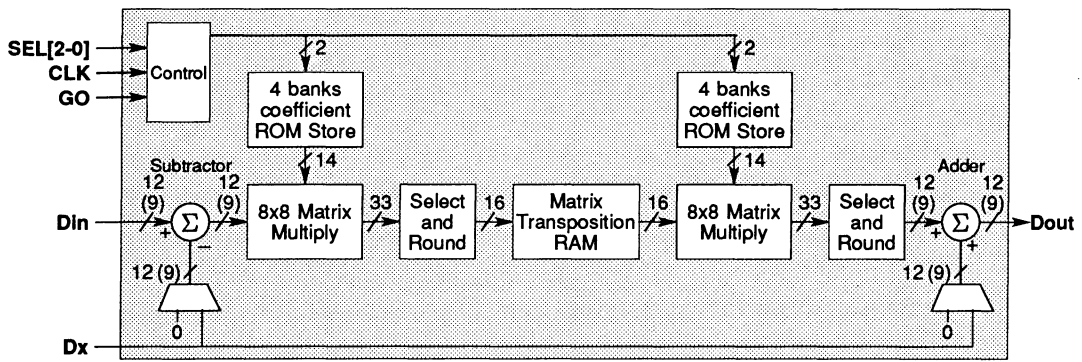 SEL[2-0]
CLK
GO
Control
2
2
4 banks
coefficient
ROM Store
4 banks
coefficient
ROM Store
14
14
Subtractor
Adder
12
(9)
12
(9)
12
(9)
12
(9)
Din
Σ
+
−
8x8 Matrix
Multiply
33
Select
and
Round
16
Matrix
Transposition
RAM
16
8x8 Matrix
Multiply
33
Select
and
Round
+
Σ
+
Dout
12 (9)
12 (9)
0
0
Dx